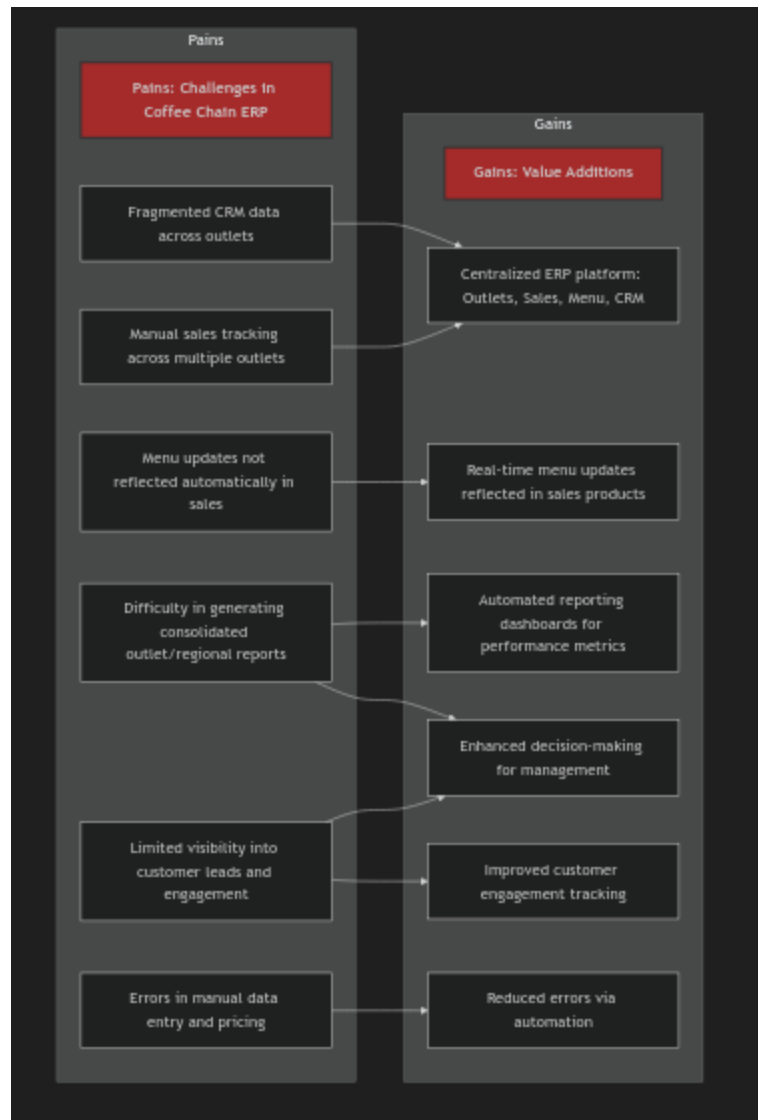 Pains
Pains: Challenges in
Coffee Chain ERP
Fragmented CRM data
across outlets
Manual sales tracking
across multiple outlets
Menu updates not
reflected automatically in
sales
Difficulty in generating
consolidated
outlet/regional reports
Limited visibility into
customer leads and
engagement
Errors in manual data
entry and pricing
Gains
Gains: Value Additions
Centralized ERP platform:
Outlets, Sales, Menu, CRM
Real-time menu updates
reflected in sales products
Automated reporting
dashboards for
performance metrics
Enhanced decision-making
for management
Improved customer
engagement tracking
Reduced errors via
automation